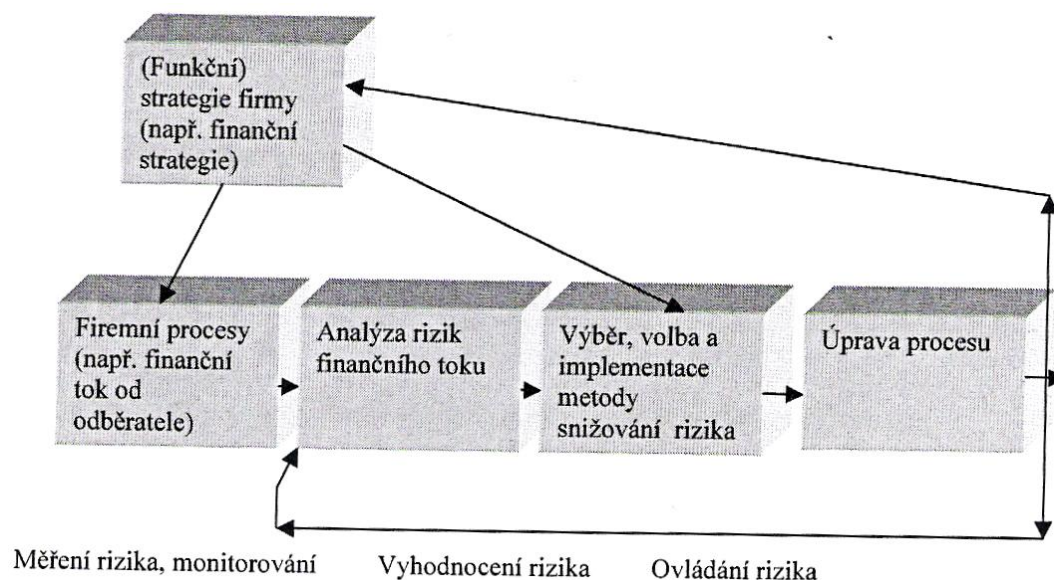 (Funkční)
strategie firmy
(např. finanční
strategie)
Firemní procesy
(např. finanční
tok od
odběratele)
Analýza rizik
finančního toku
Výběr, volba a
implementace
metody
snižování rizika
Úprava procesu
Měření rizika, monitorování
Vyhodnocení rizika
Ovládání rizika